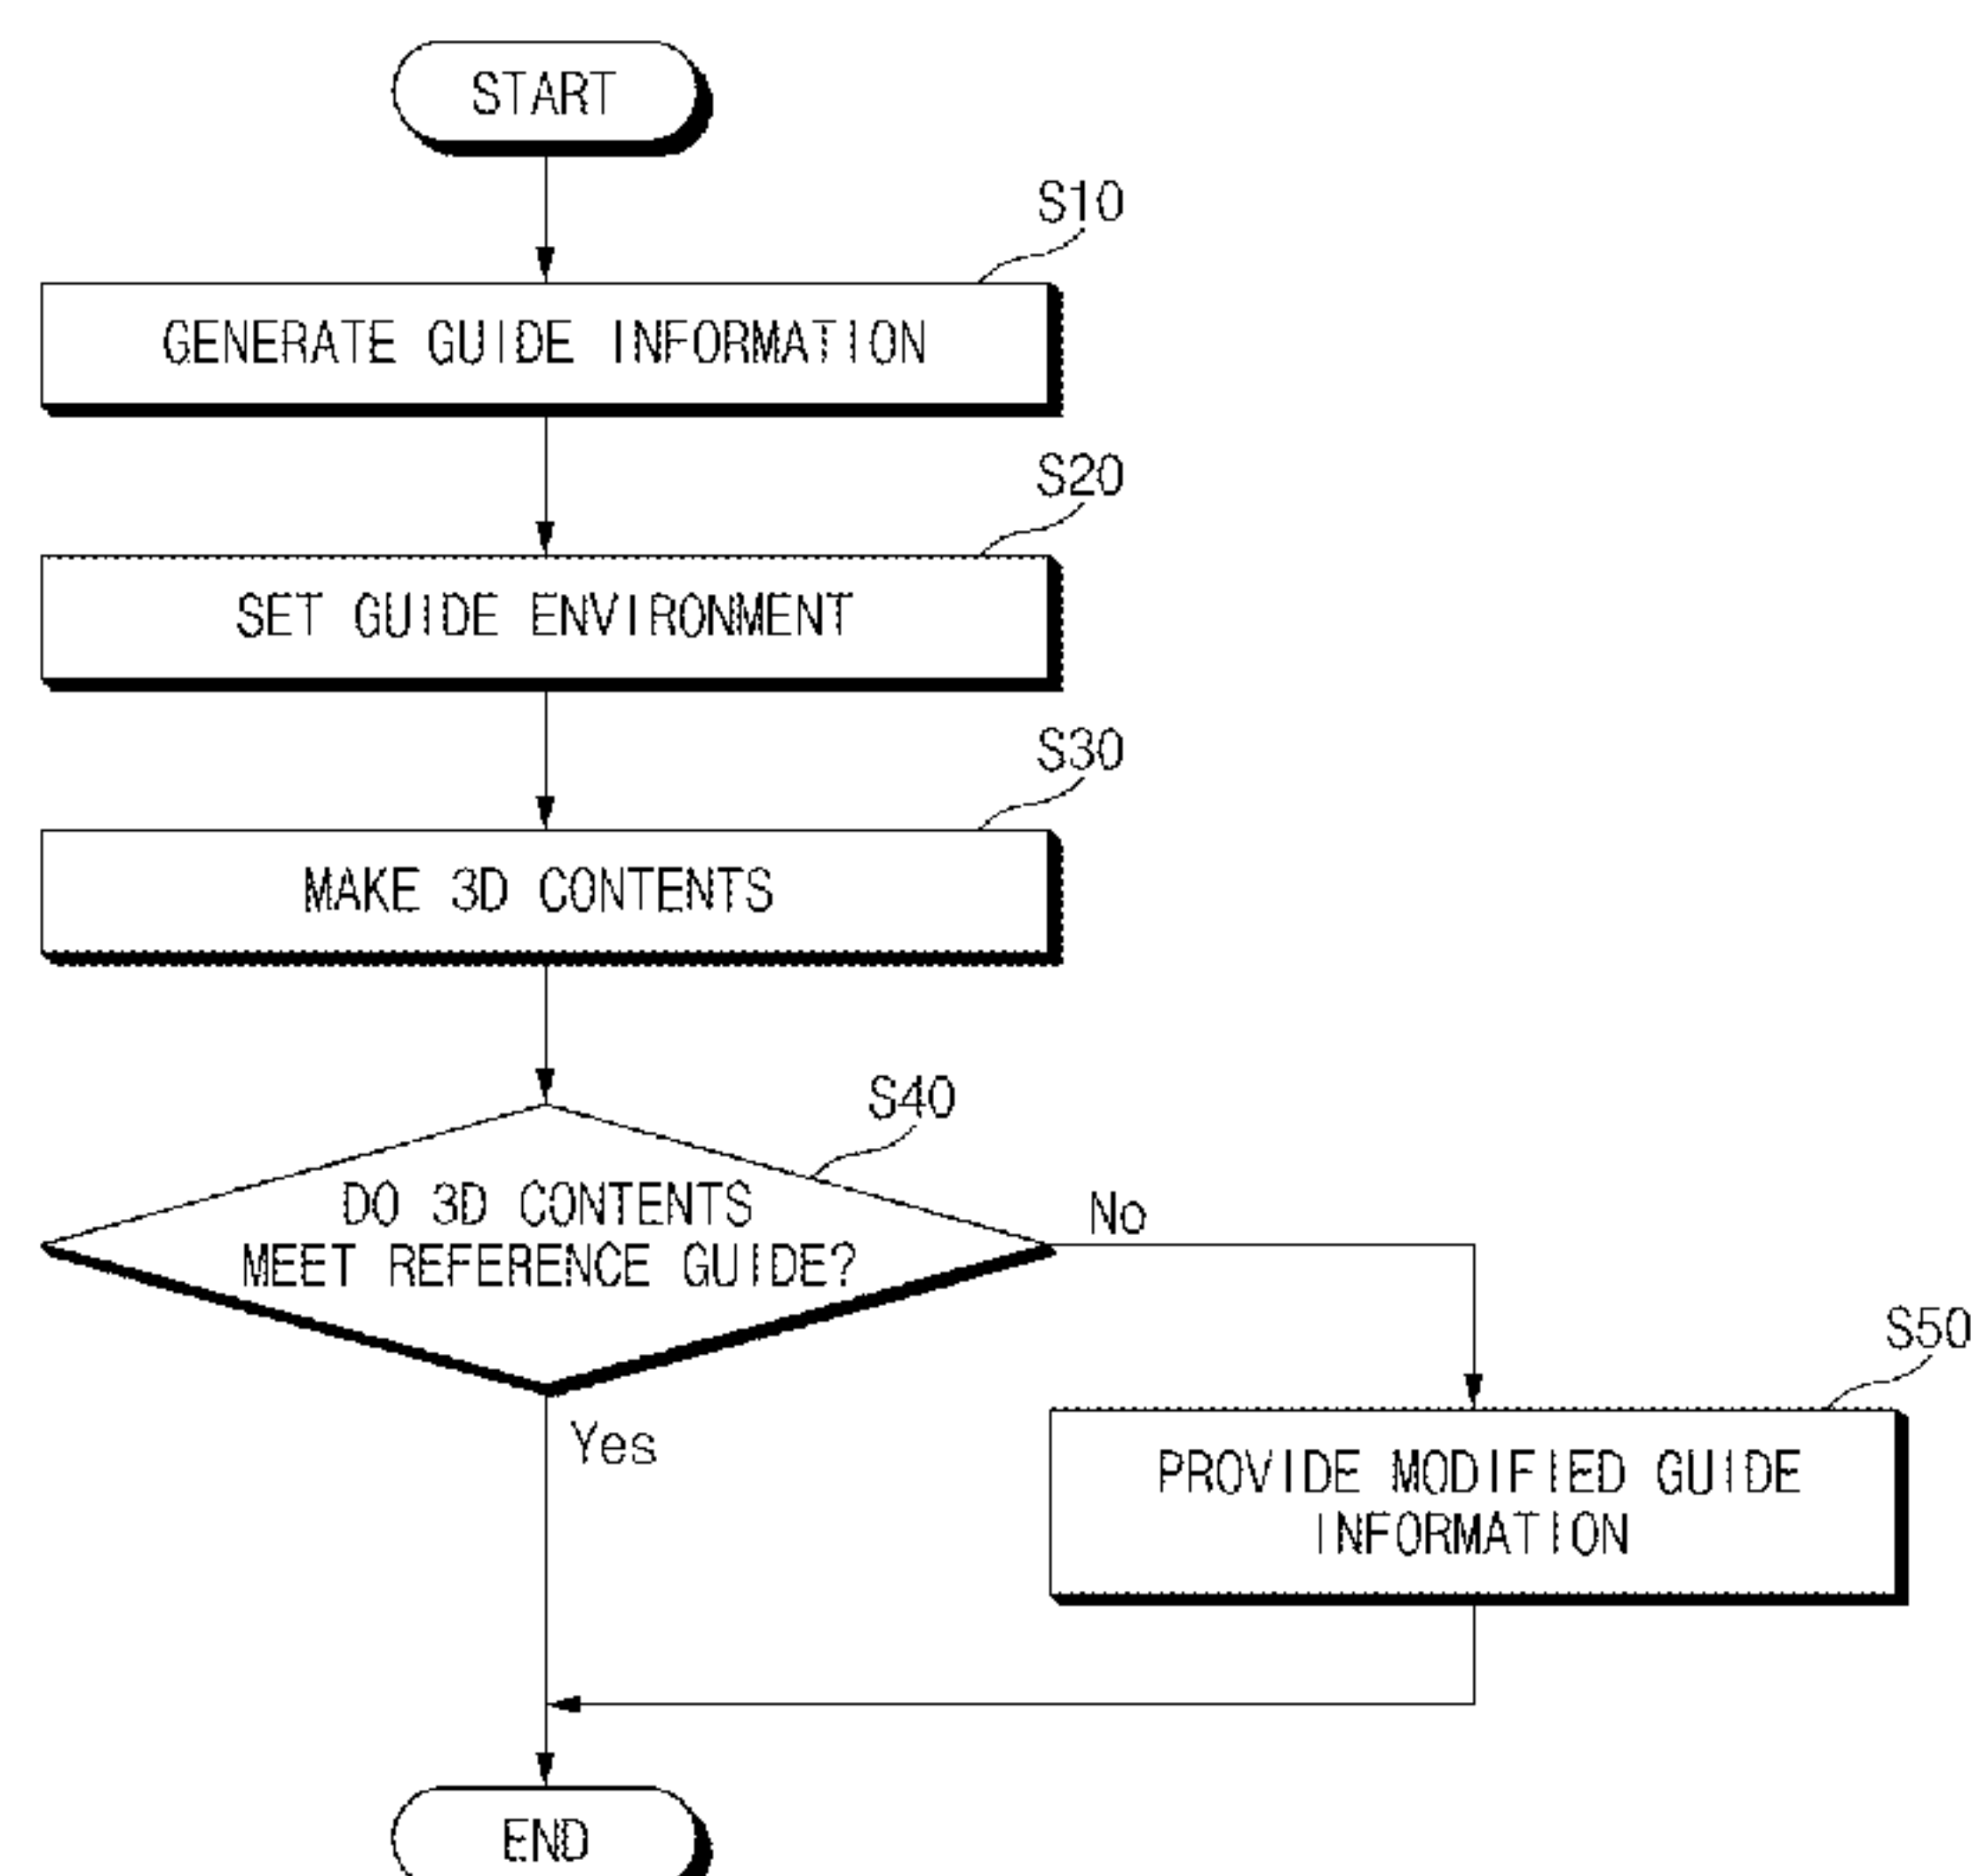 START
S10
GENERATE GUIDE INFORMATION
S20
SET GUIDE ENVIRONMENT
S30
MAKE 3D CONTENTS
S40
DO 3D CONTENTS
MEET REFERENCE GUIDE?
No
Yes
S50
PROVIDE MODIFIED GUIDE
INFORMATION
END